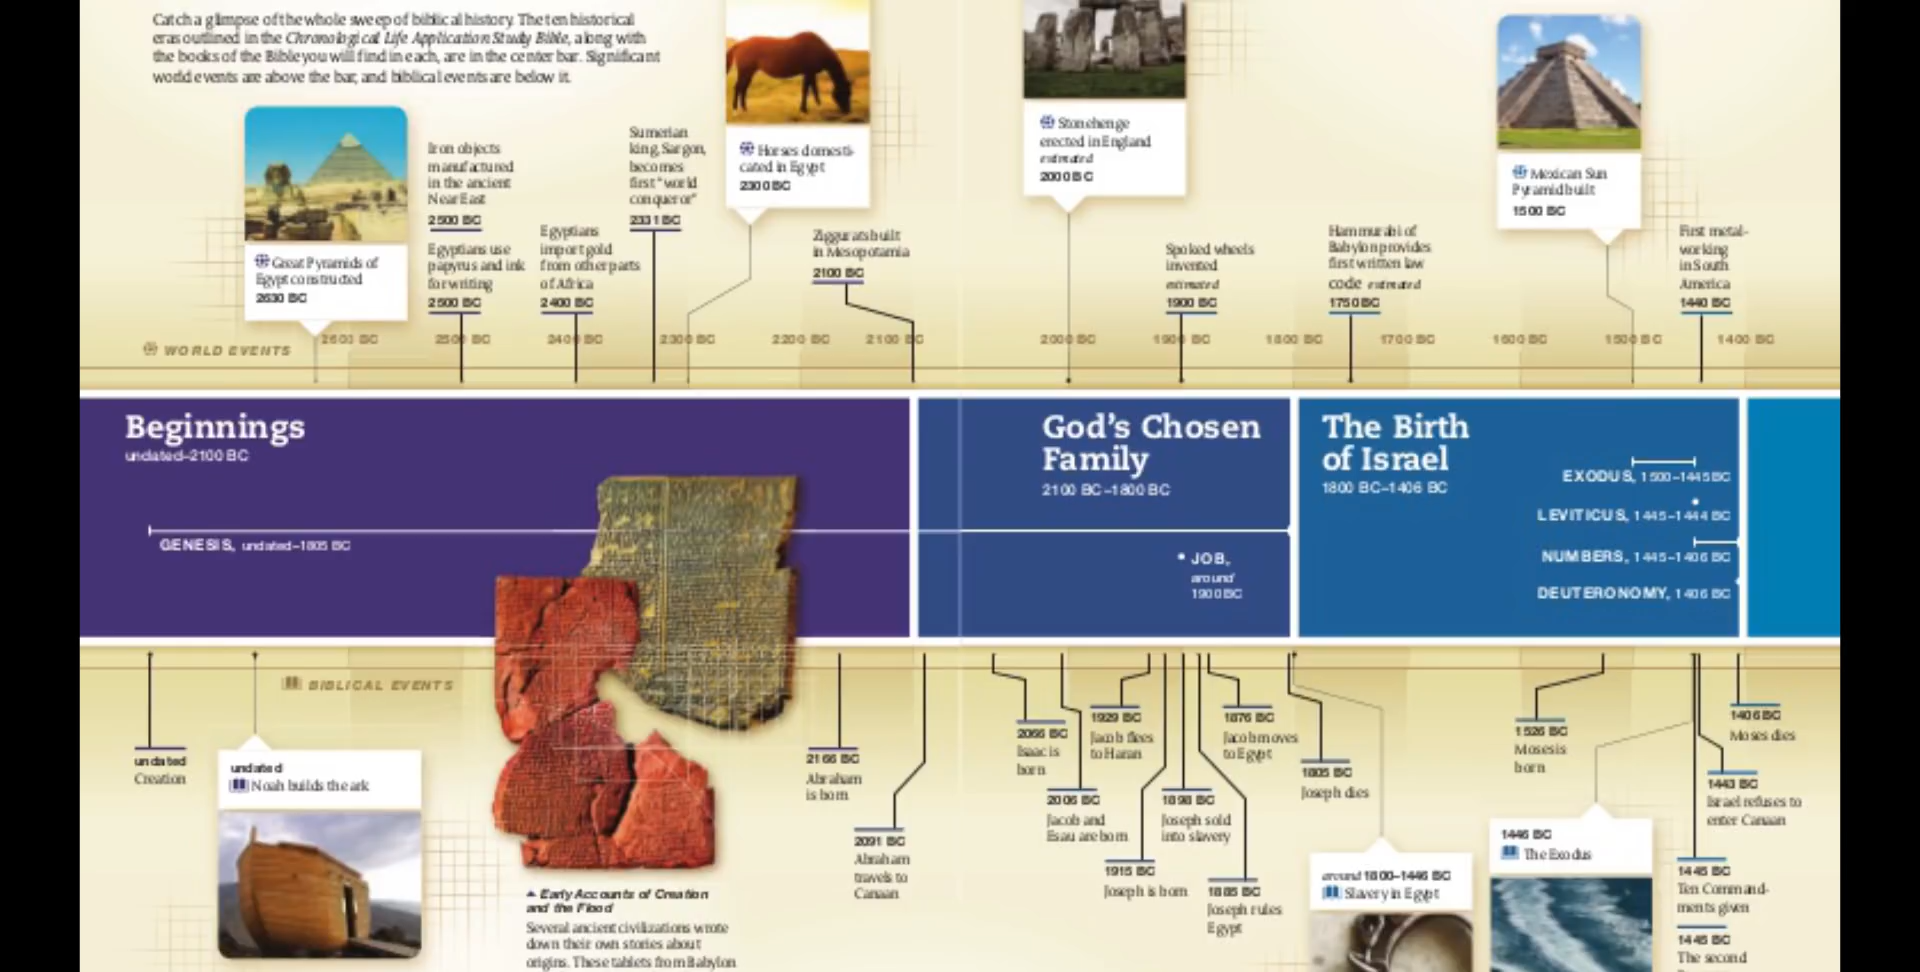 Catch a glimpse of the whole sweep of biblical history. The ten historical
eras outlined in the Chronological Life Application Study Bible, along with
the books of the Bible you will find in each, are in the center bar. Significant
world events are above the bar, and biblical events are below it.
Great Pyramids of
Egypt constructed
2630 BC
Iron objects
manufactured
in the ancient
Near East
2500 BC
Egyptians use
papyrus and ink
for writing
2500 BC
Egyptians
import gold
from other parts
of Africa
2400 BC
Sumerian
king, Sargon,
becomes
first "world
conqueror"
2331 BC
Horses domesti-
cated in Egypt
2300 BC
Ziggurats built
in Mesopotamia
2100 BC
Stonehenge
erected in England
estimated
2000 BC
Spoked wheels
invented
estimated
1900 BC
Hammurabi of
Babylon provides
first written law
code estimated
1750 BC
Mexican Sun
Pyramid built
1500 BC
First metal-
working
in South
America
1440 BC
WORLD EVENTS
2600 BC 2500 BC 2400 BC 2300 BC 2200 BC 2100 BC 2000 BC 1900 BC 1800 BC 1700 BC 1600 BC 1500 BC 1400 BC
Beginnings
undated–2100 BC
GENESIS, undated–1805 BC
God's Chosen
Family
2100 BC–1800 BC
JOB,
around
1900 BC
The Birth
of Israel
1800 BC–1406 BC
EXODUS, 1500–1445 BC
LEVITICUS, 1445–1444 BC
NUMBERS, 1445–1406 BC
DEUTERONOMY, 1406 BC
BIBLICAL EVENTS
undated
Creation
undated
Noah builds the ark
Early Accounts of Creation
and the Flood
Several ancient civilizations wrote
down their own stories about
origins. These tablets from Babylon
2166 BC
Abraham
is born
2091 BC
Abraham
travels to
Canaan
2066 BC
Isaac is
born
2006 BC
Jacob and
Esau are born
1929 BC
Jacob flees
to Haran
1915 BC
Joseph is born
1898 BC
Joseph sold
into slavery
1885 BC
Joseph rules
Egypt
1876 BC
Jacob moves
to Egypt
1805 BC
Joseph dies
around 1800–1446 BC
Slavery in Egypt
1526 BC
Moses is
born
1446 BC
The Exodus
1445 BC
Ten Command-
ments given
1445 BC
The second
1443 BC
Israel refuses to
enter Canaan
1406 BC
Moses dies